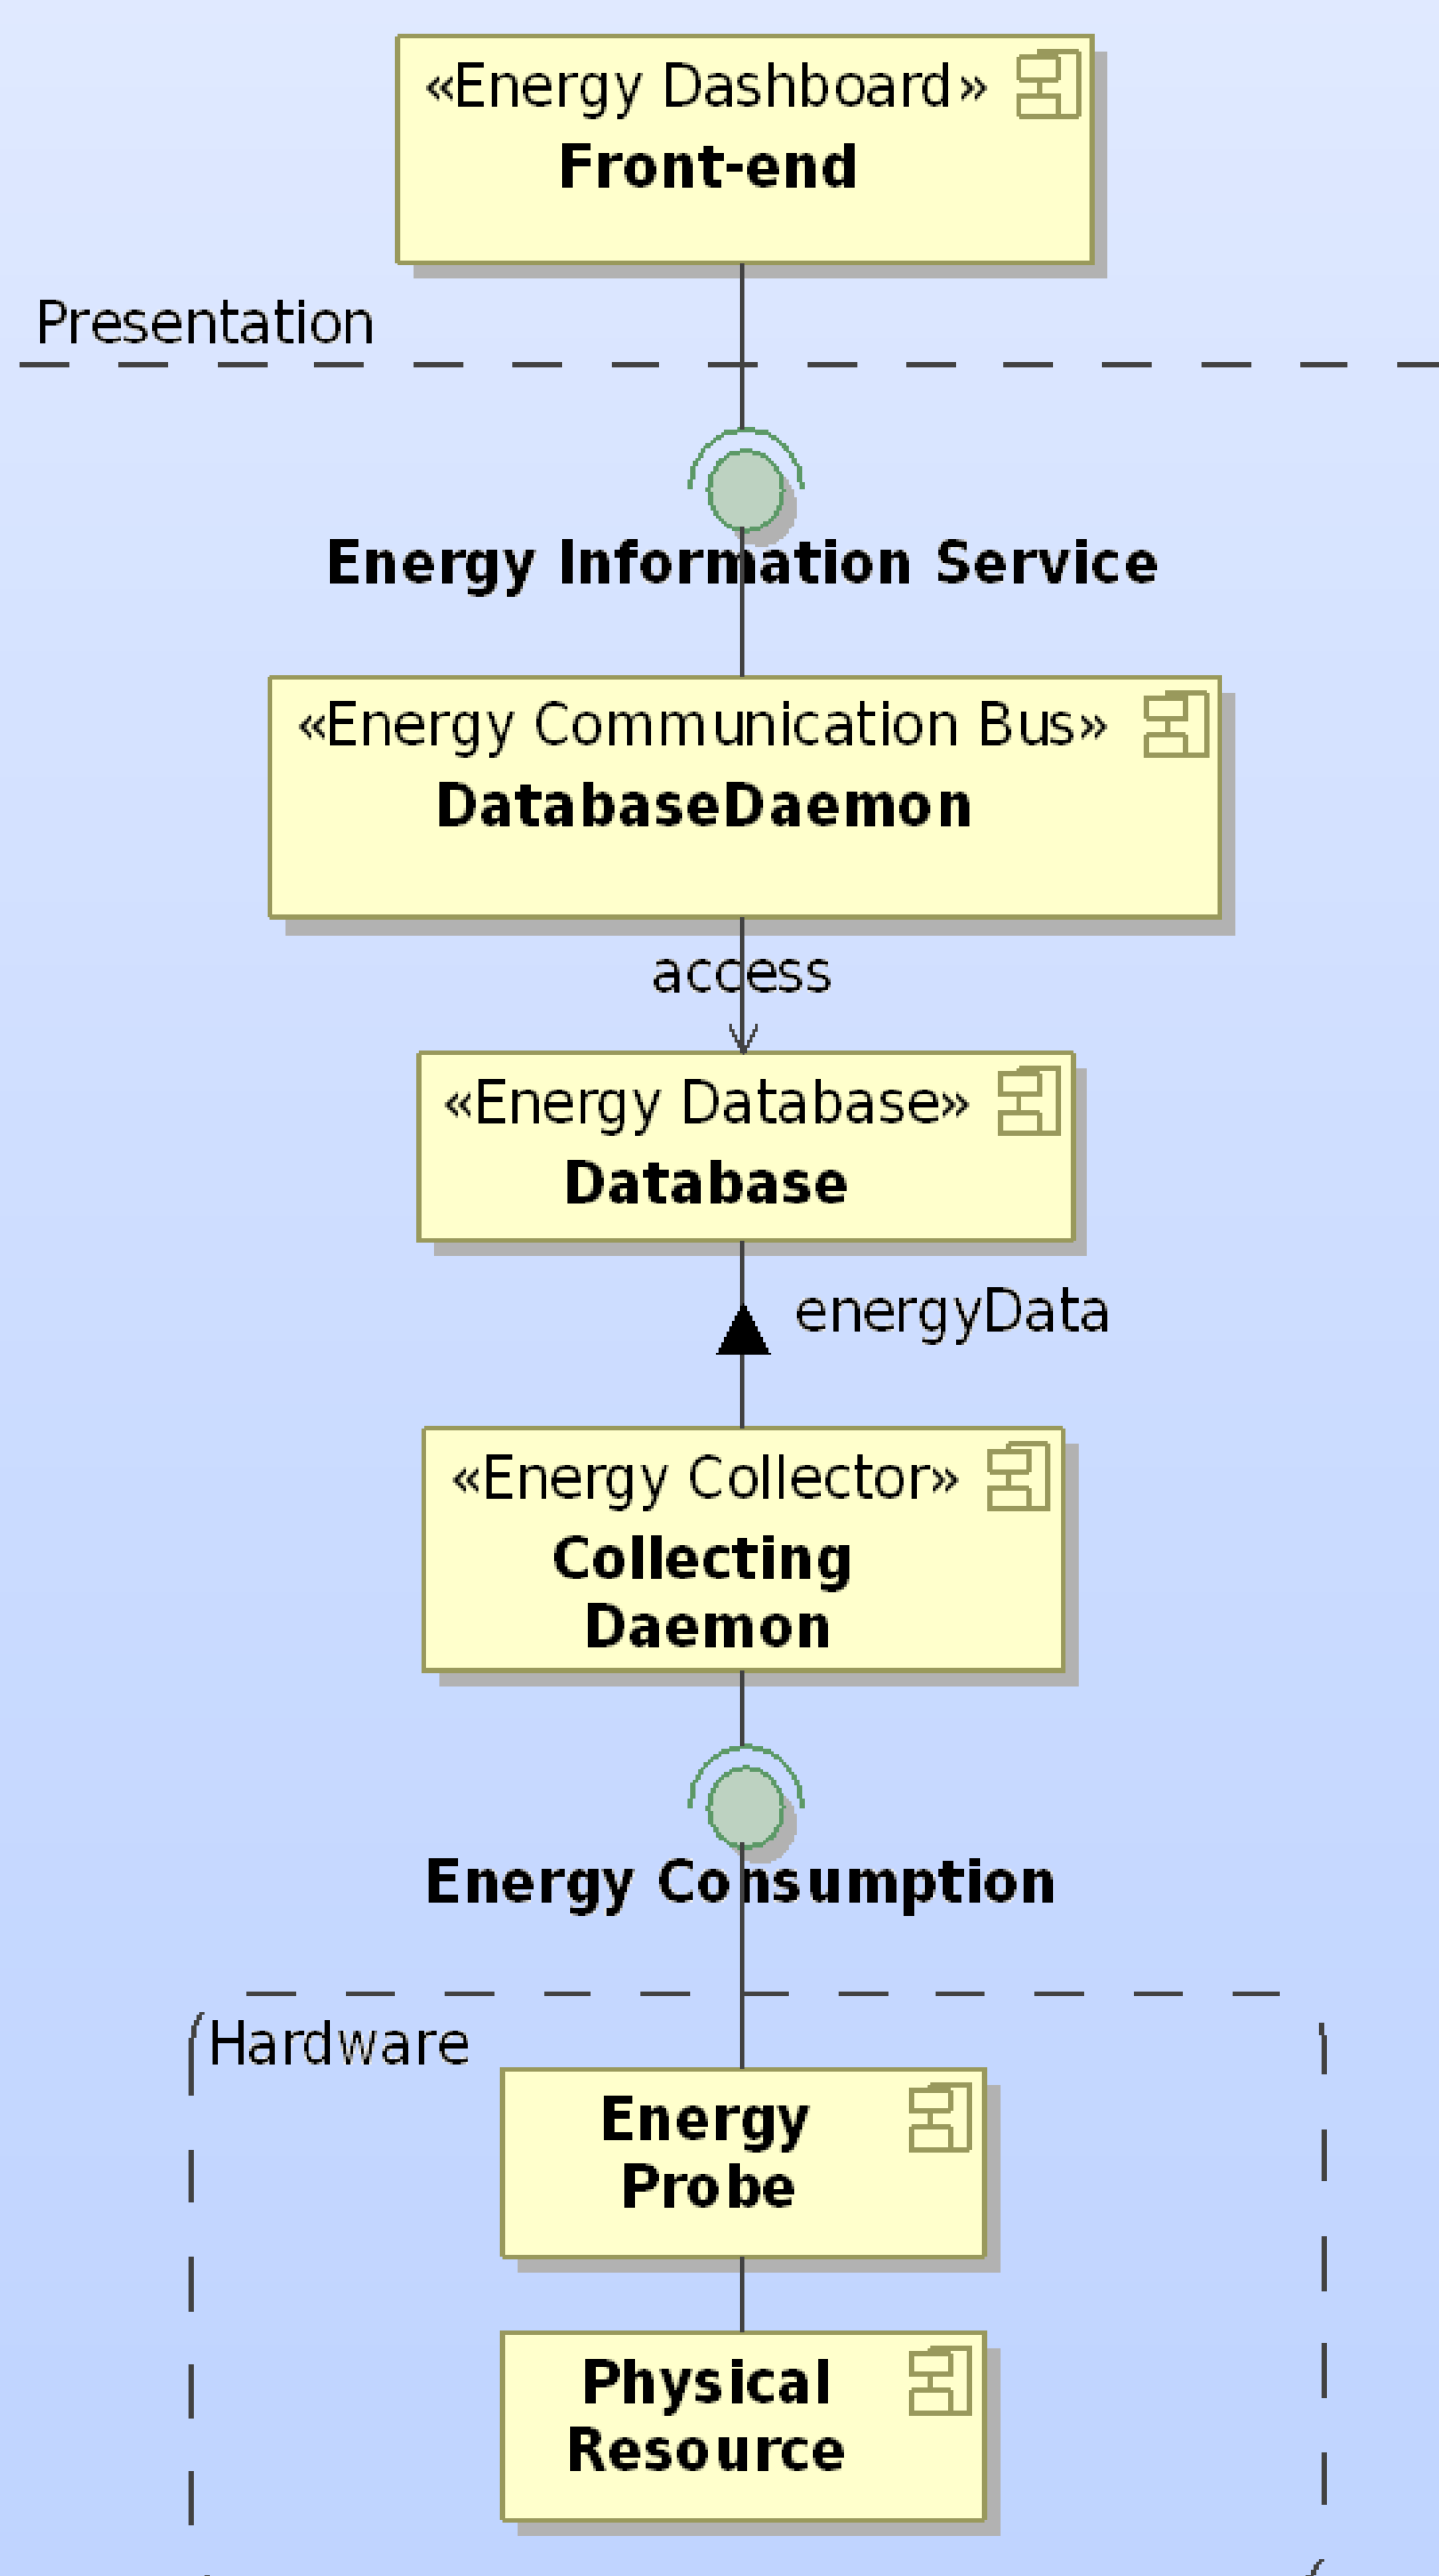 «Energy Dashboard»
Front-end
Presentation
Energy Information Service
«Energy Communication Bus»
DatabaseDaemon
access
«Energy Database»
Database
energyData
«Energy Collector»
Collecting
Daemon
Energy Consumption
Hardware
Energy
Probe
Physical
Resource